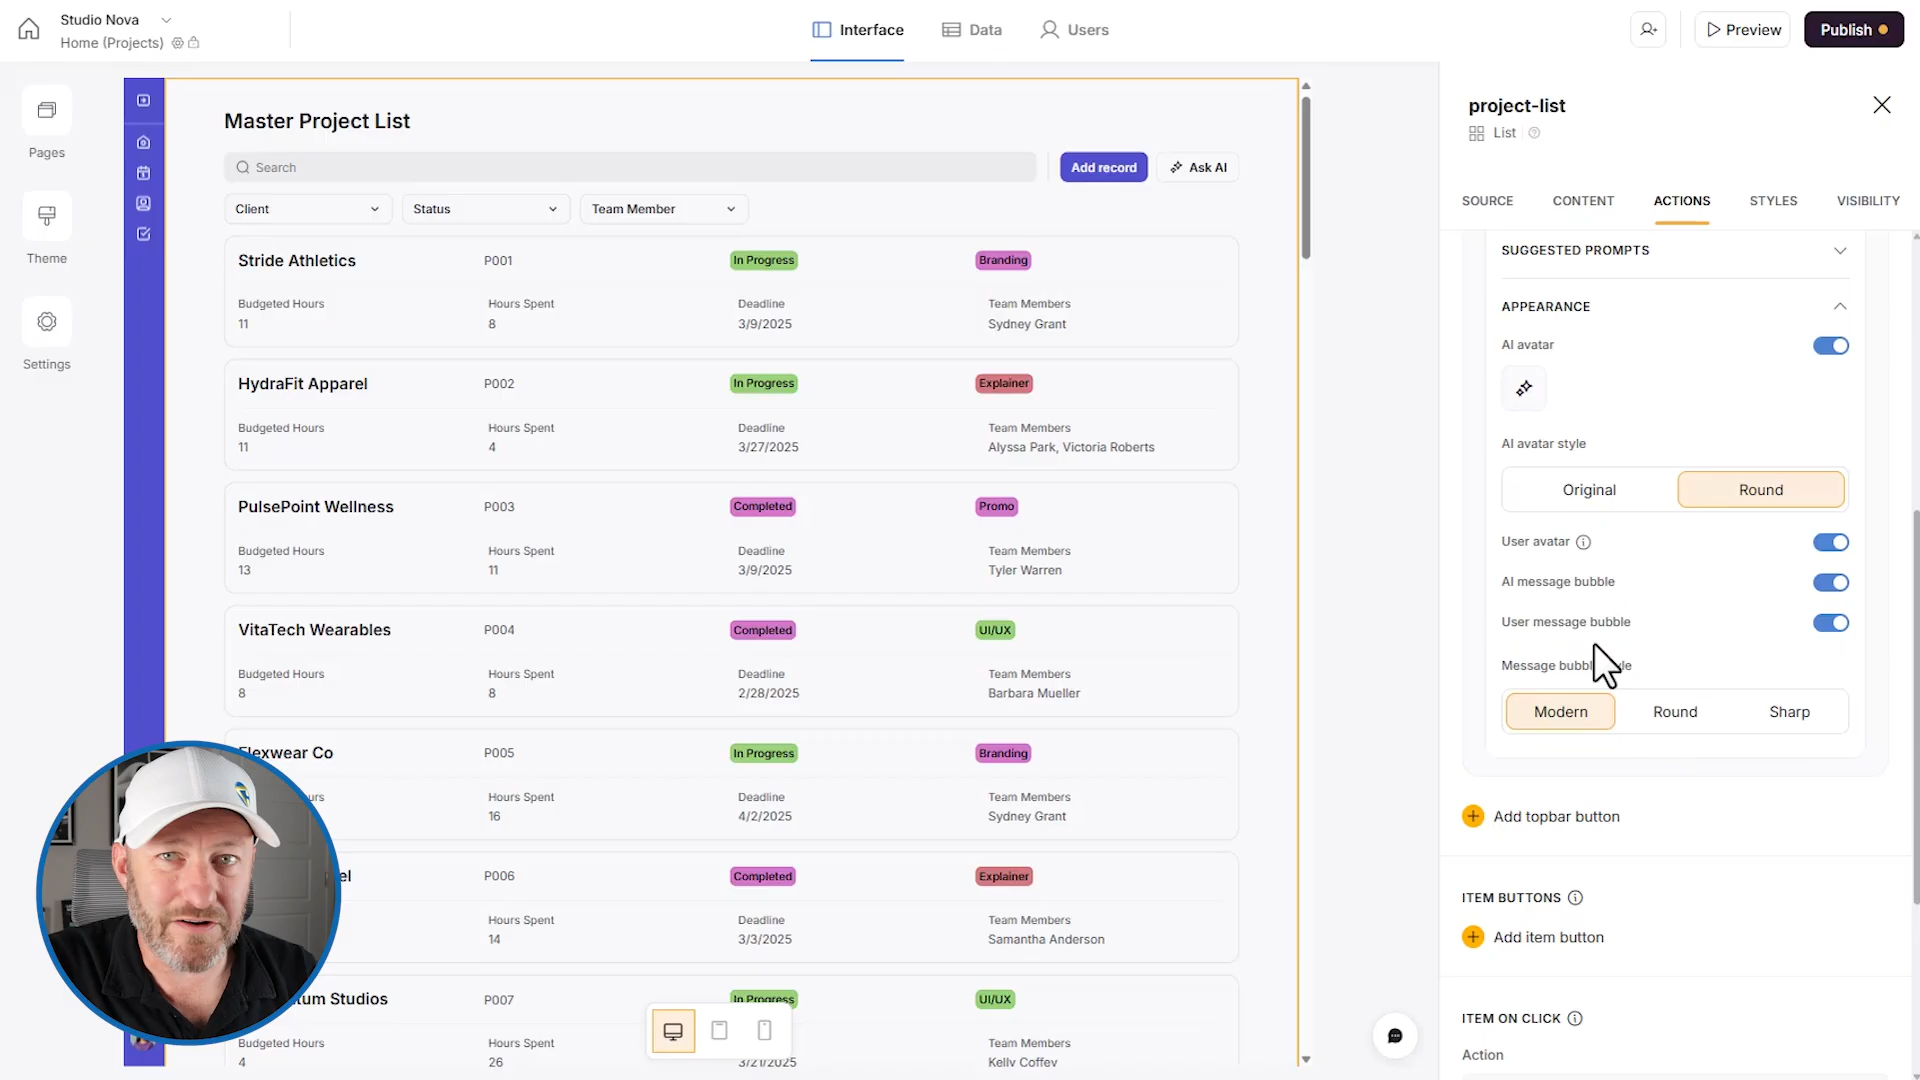 Studio Nova
Home (Projects)
Interface
Data
Users
Preview
Publish
Pages
Theme
Settings
Master Project List
Search
Add record
Ask AI
Client
Status
Team Member
Stride Athletics P001 In Progress Branding
Budgeted Hours Hours Spent Deadline Team Members
11 8 3/9/2025 Sydney Grant
HydraFit Apparel P002 In Progress Explainer
Budgeted Hours Hours Spent Deadline Team Members
11 4 3/27/2025 Alyssa Park, Victoria Roberts
PulsePoint Wellness P003 Completed Promo
Budgeted Hours Hours Spent Deadline Team Members
13 11 3/9/2025 Tyler Warren
VitaTech Wearables P004 Completed UI/UX
Budgeted Hours Hours Spent Deadline Team Members
8 8 2/28/2025 Barbara Mueller
Flexwear Co P005 In Progress Branding
Hours Spent Deadline Team Members
16 4/2/2025 Sydney Grant
P006 Completed Explainer
Hours Spent Deadline Team Members
14 3/3/2025 Samantha Anderson
Studios P007 In Progress UI/UX
Budgeted Hours Hours Spent Deadline Team Members
4 26 3/21/2025 Kelly Coffey
project-list
List
SOURCE
CONTENT
ACTIONS
STYLES
VISIBILITY
SUGGESTED PROMPTS
APPEARANCE
AI avatar
AI avatar style
Original
Round
User avatar
AI message bubble
User message bubble
Message
Modern
Round
Sharp
Add topbar button
ITEM BUTTONS
Add item button
ITEM ON CLICK
Action